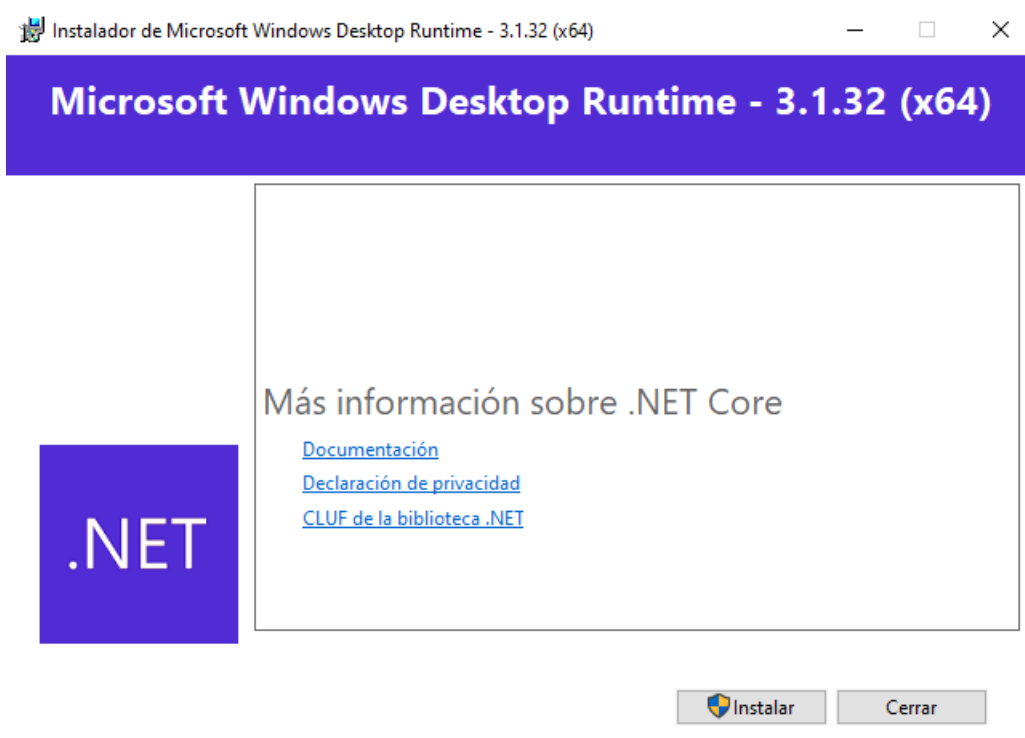 Instalador de Microsoft Windows Desktop Runtime - 3.1.32 (x64)
Microsoft Windows Desktop Runtime - 3.1.32 (x64)
Más información sobre .NET Core
Documentación
Declaración de privacidad
CLUF de la biblioteca .NET
.NET
Instalar
Cerrar